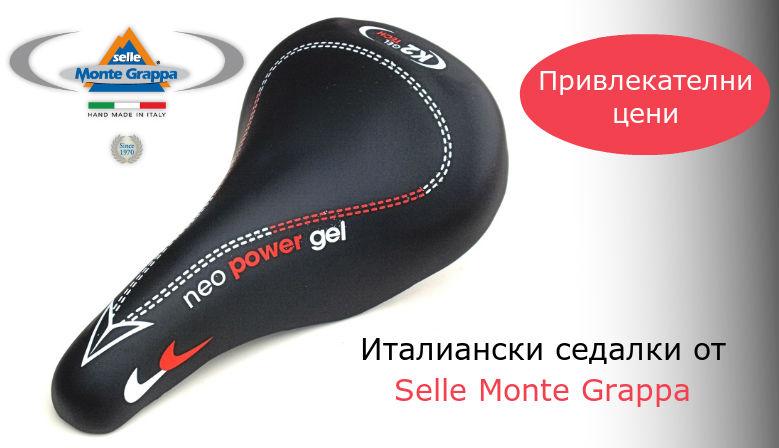 selle
Monte Grappa
HAND MADE IN ITALY
Since
1970
K2 GEL
TECH
Привлекателни
цени
neo power gel
Италиански седалки от
Selle Monte Grappa